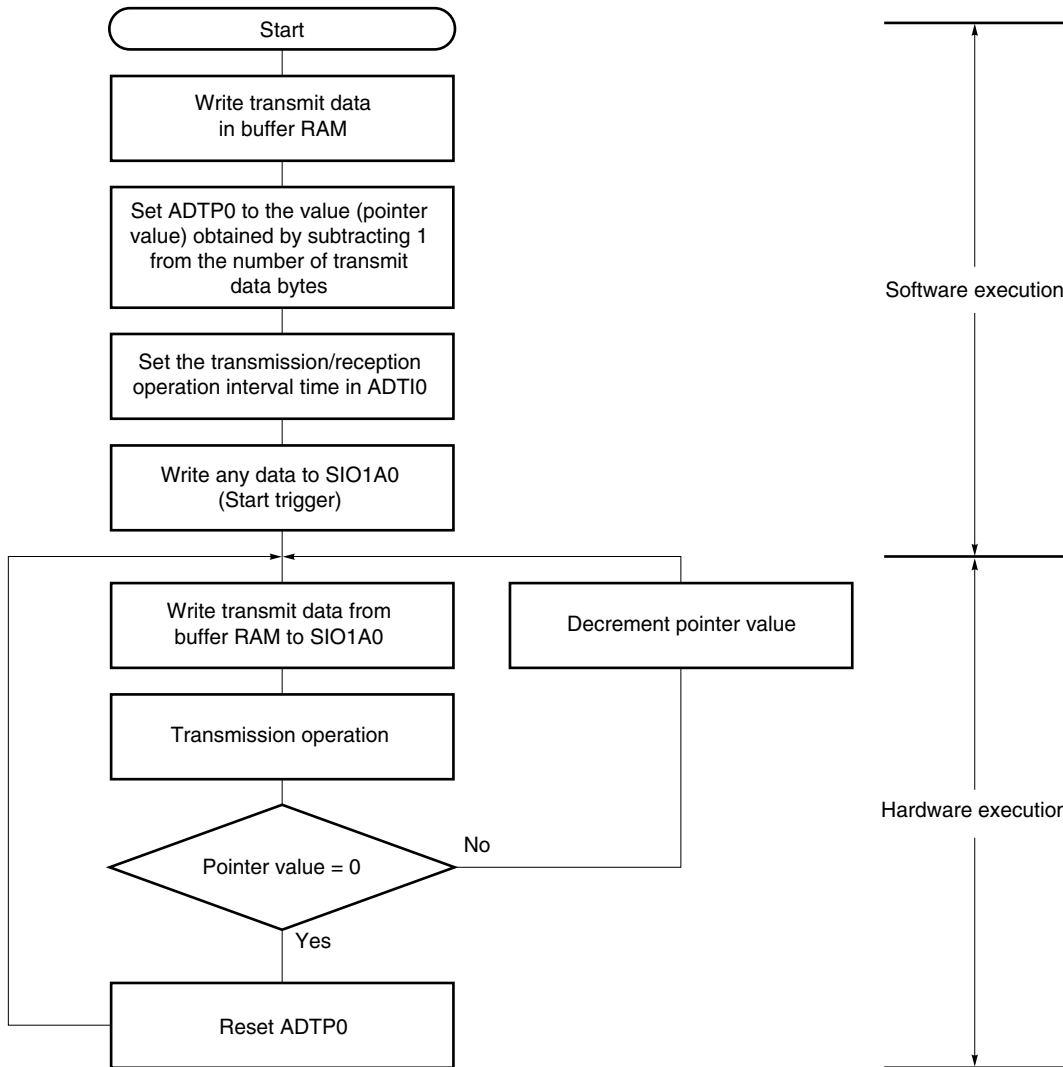 Start
Write transmit data
in buffer RAM
Set ADTP0 to the value (pointer
value) obtained by subtracting 1
from the number of transmit
data bytes
Software execution
Set the transmission/reception
operation interval time in ADTI0
Write any data to SIO1A0
(Start trigger)
Write transmit data from
buffer RAM to SIO1A0
Decrement pointer value
Transmission operation
Hardware execution
No
Pointer value = 0
Yes
Reset ADTP0